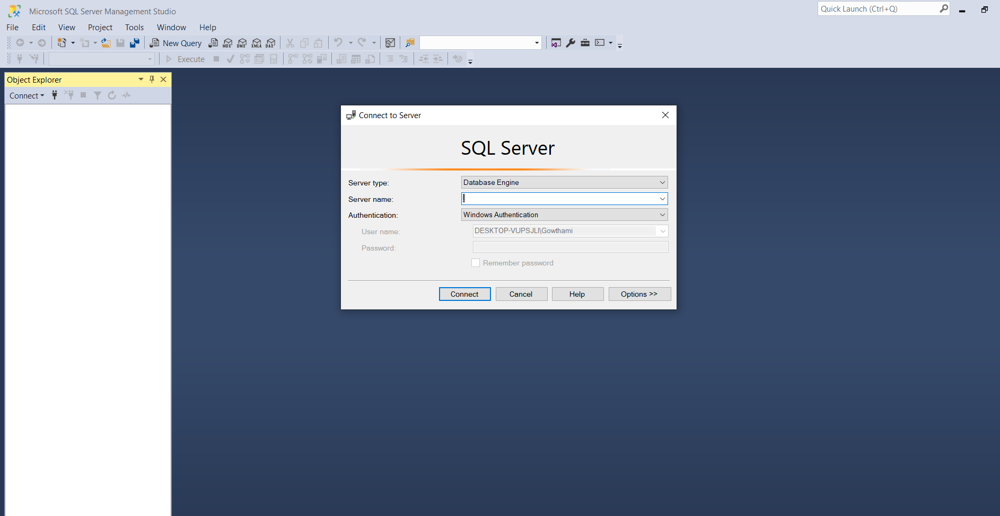 Microsoft SQL Server Management Studio
Quick Launch (Ctrl+Q)
File Edit View Project Tools Window Help
New Query MDX DMX XMLA DAX
Execute
Object Explorer
Connect
Connect to Server
SQL Server
Server type: Database Engine
Server name: .
Authentication: Windows Authentication
User name: DESKTOP-VUPSJLI\Gowthami
Password:
Remember password
Connect Cancel Help Options >>